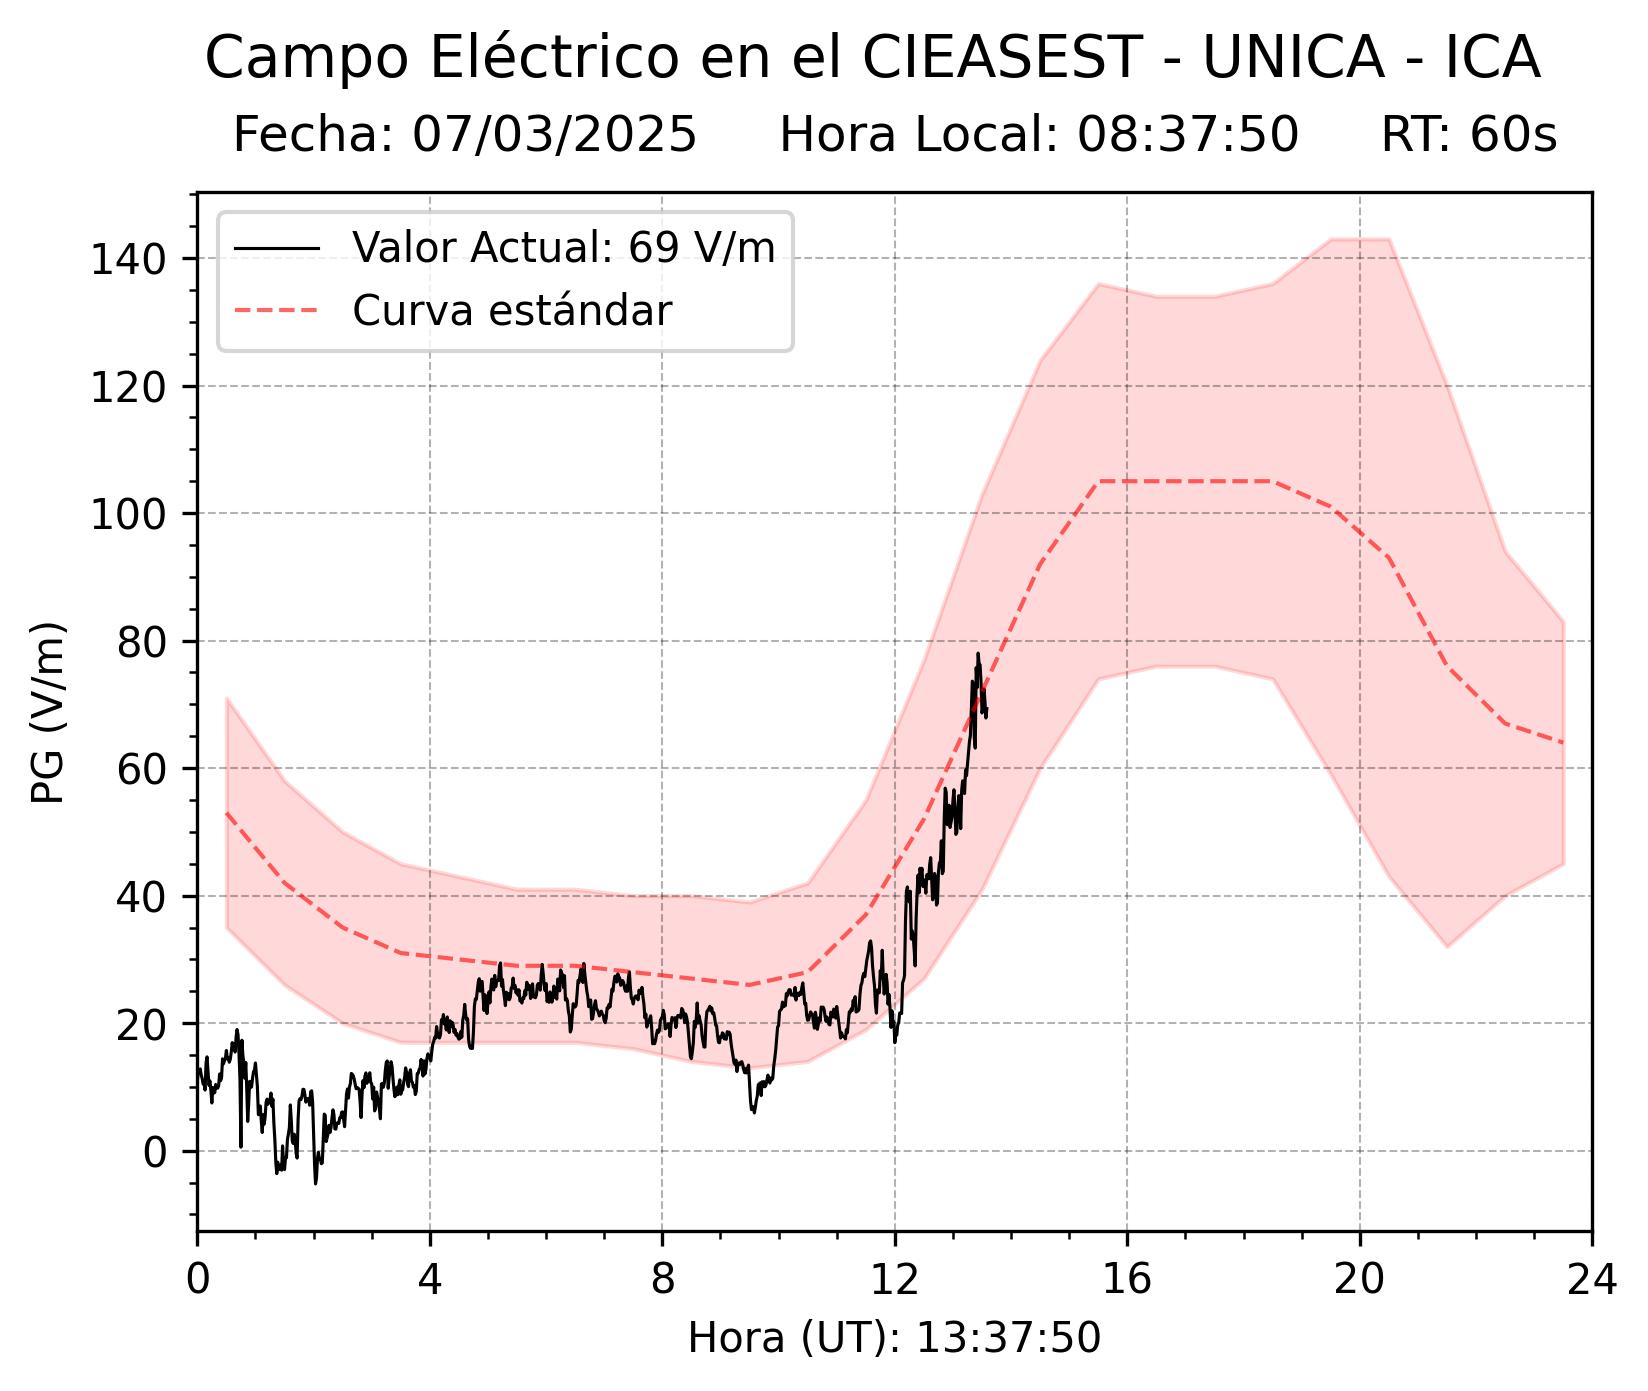 Campo Eléctrico en el CIEASEST - UNICA - ICA
Fecha: 07/03/2025 Hora Local: 08:37:50 RT: 60s
Valor Actual: 69 V/m
Curva estándar
140
120
100
80
60
40
20
0
PG (V/m)
0 4 8 12 16 20 24
Hora (UT): 13:37:50